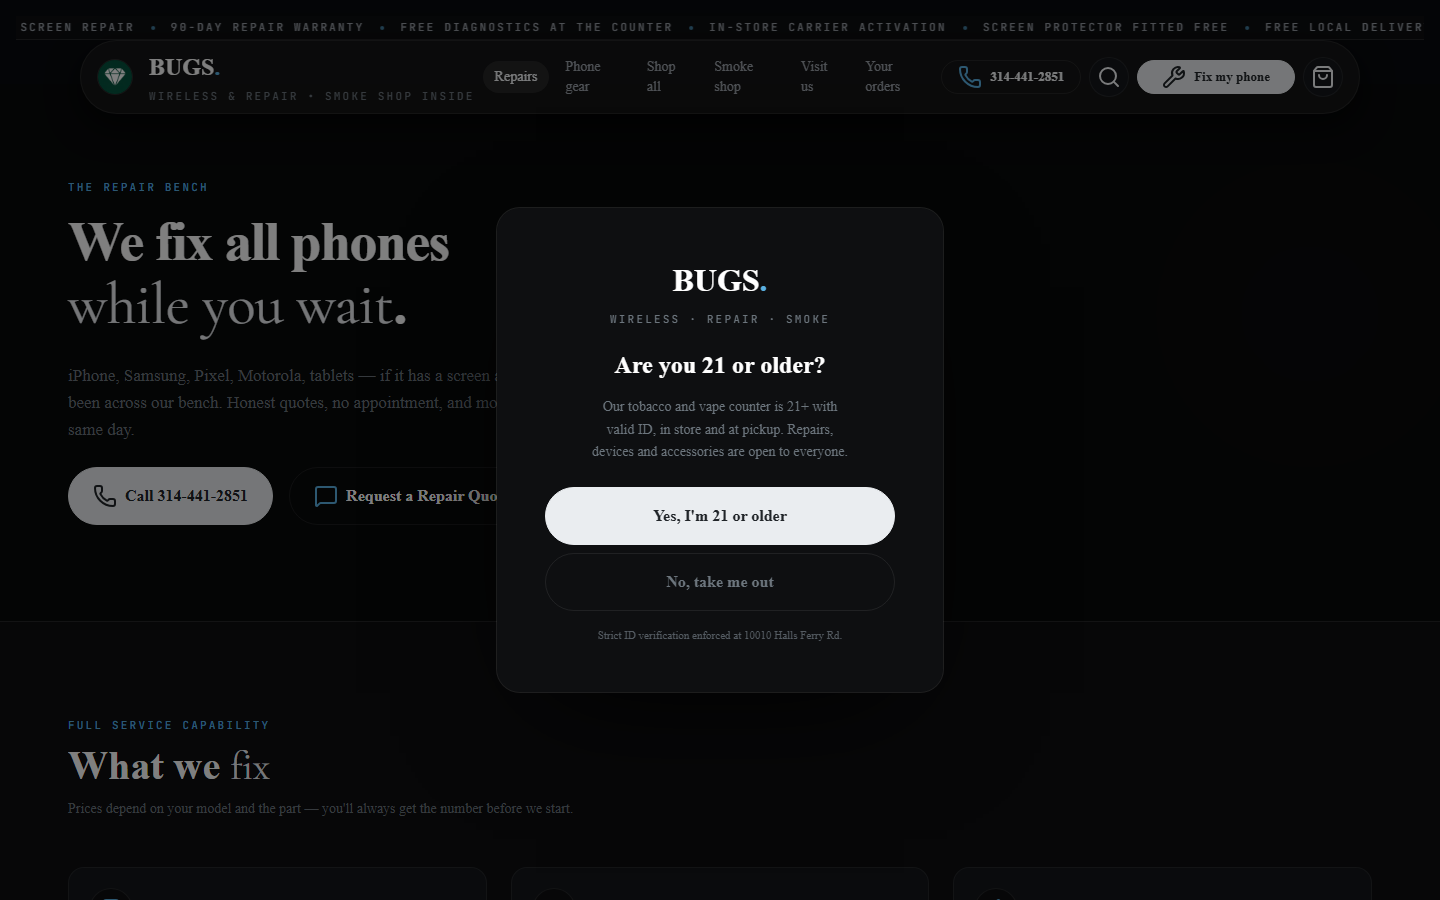 SCREEN REPAIR • 90-DAY REPAIR WARRANTY • FREE DIAGNOSTICS AT THE COUNTER • IN-STORE CARRIER ACTIVATION • SCREEN PROTECTOR FITTED FREE • FREE LOCAL DELIVER
BUGS.
WIRELESS & REPAIR • SMOKE SHOP INSIDE
Repairs
Phone
gear
Shop
all
Smoke
shop
Visit
us
Your
orders
314-441-2851
Fix my phone
THE REPAIR BENCH
We fix all phones
while you wait.
iPhone, Samsung, Pixel, Motorola, tablets — if it has a screen
been across our bench. Honest quotes, no appointment, and mo
same day.
Call 314-441-2851
Request a Repair Quo
BUGS.
WIRELESS · REPAIR · SMOKE
Are you 21 or older?
Our tobacco and vape counter is 21+ with
valid ID, in store and at pickup. Repairs,
devices and accessories are open to everyone.
Yes, I'm 21 or older
No, take me out
Strict ID verification enforced at 10010 Halls Ferry Rd.
FULL SERVICE CAPABILITY
What we fix
Prices depend on your model and the part — you'll always get the number before we start.